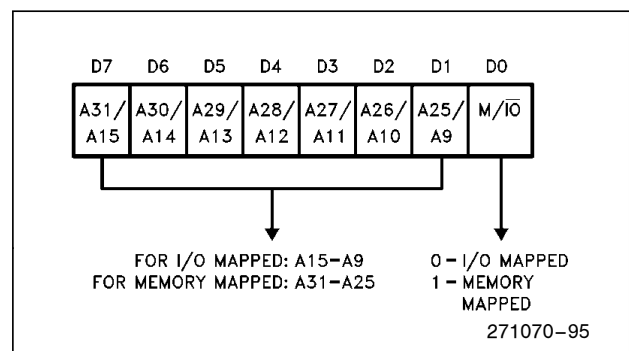 D7 D6 D5 D4 D3 D2 D1 D0
A31/ A30/ A29/ A28/ A27/ A26/ A25/ M/I̅O̅
A15 A14 A13 A12 A11 A10 A9
FOR I/O MAPPED: A15–A9 0 – I/O MAPPED
FOR MEMORY MAPPED: A31–A25 1 – MEMORY
MAPPED
271070–95